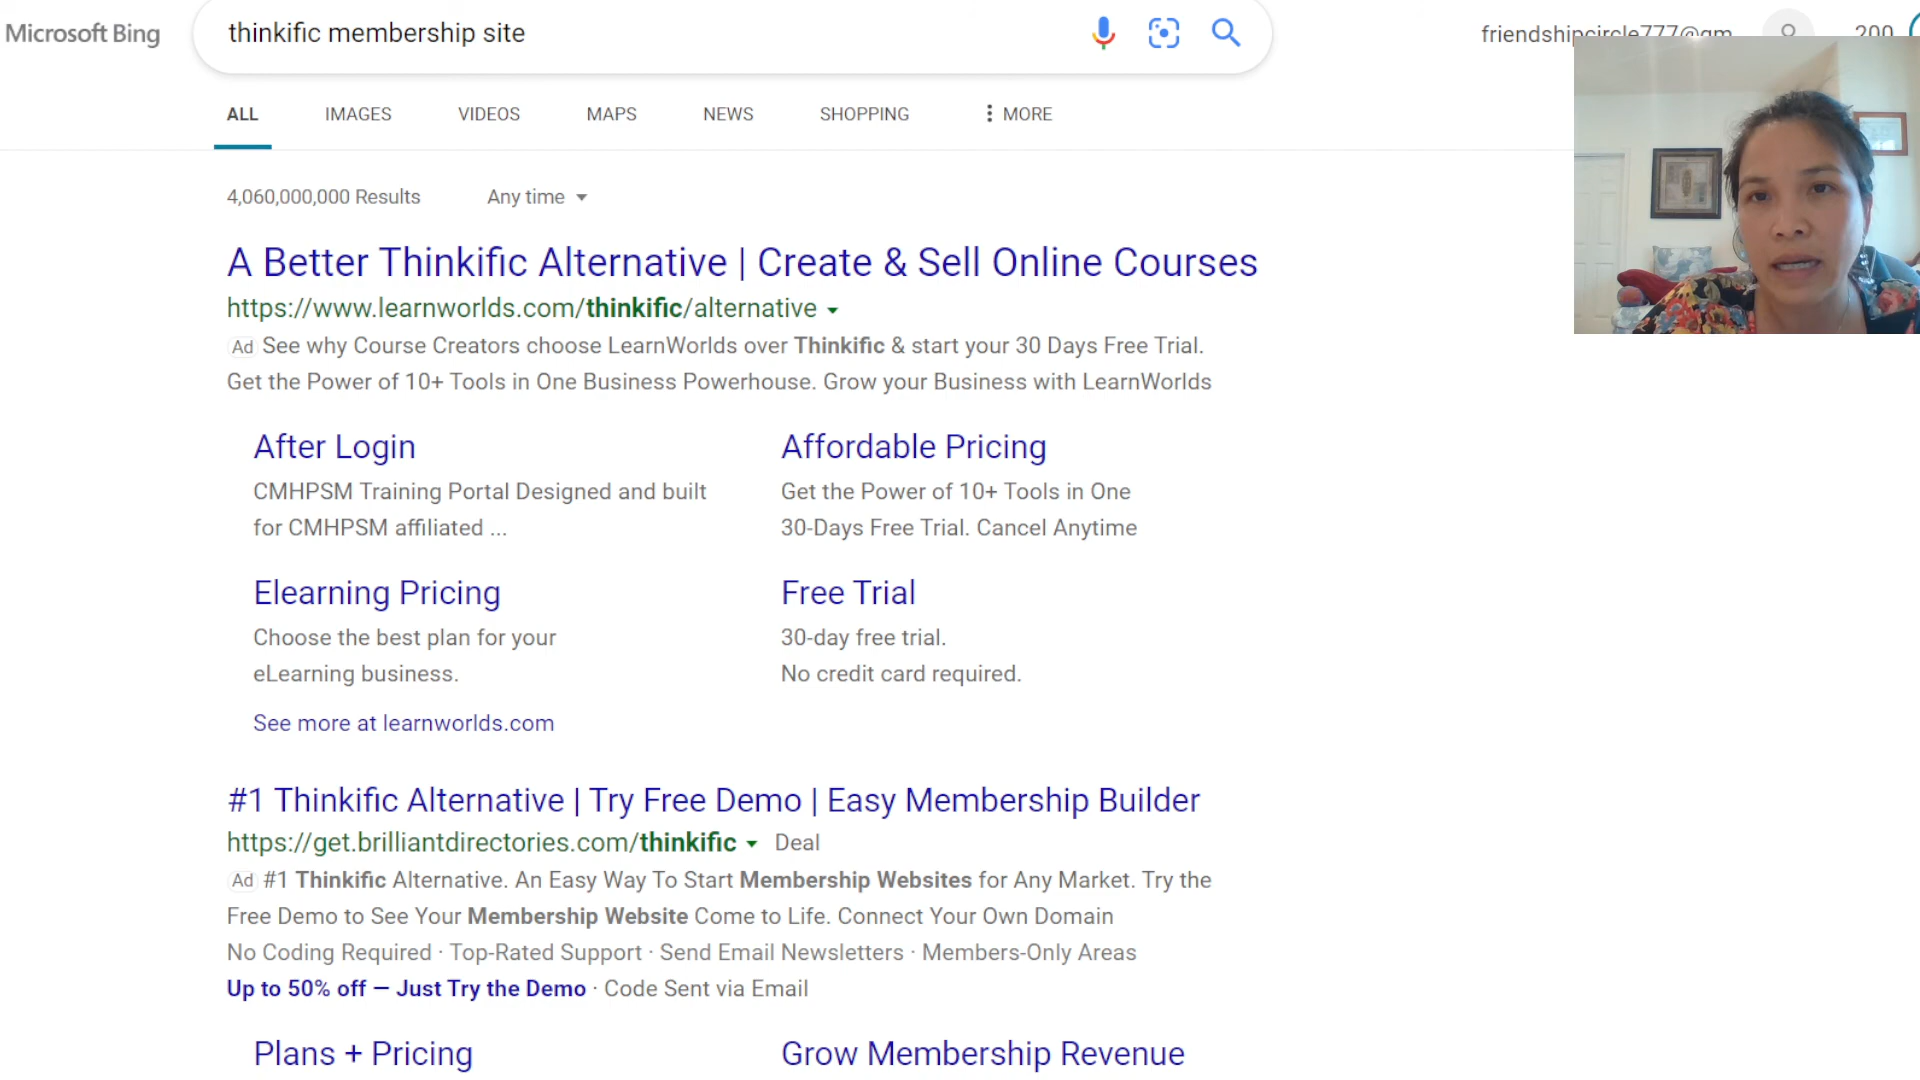 Microsoft Bing
thinkific membership site
friendshipcircle777@gm
200
ALL
IMAGES
VIDEOS
MAPS
NEWS
SHOPPING
MORE
4,060,000,000 Results
Any time
A Better Thinkific Alternative | Create & Sell Online Courses
https://www.learnworlds.com/thinkific/alternative
Ad See why Course Creators choose LearnWorlds over Thinkific & start your 30 Days Free Trial.
Get the Power of 10+ Tools in One Business Powerhouse. Grow your Business with LearnWorlds
After Login
CMHPSM Training Portal Designed and built
for CMHPSM affiliated ...
Affordable Pricing
Get the Power of 10+ Tools in One
30-Days Free Trial. Cancel Anytime
Elearning Pricing
Choose the best plan for your
eLearning business.
Free Trial
30-day free trial.
No credit card required.
See more at learnworlds.com
#1 Thinkific Alternative | Try Free Demo | Easy Membership Builder
https://get.brilliantdirectories.com/thinkific Deal
Ad #1 Thinkific Alternative. An Easy Way To Start Membership Websites for Any Market. Try the
Free Demo to See Your Membership Website Come to Life. Connect Your Own Domain
No Coding Required · Top-Rated Support · Send Email Newsletters · Members-Only Areas
Up to 50% off — Just Try the Demo · Code Sent via Email
Plans + Pricing
Grow Membership Revenue